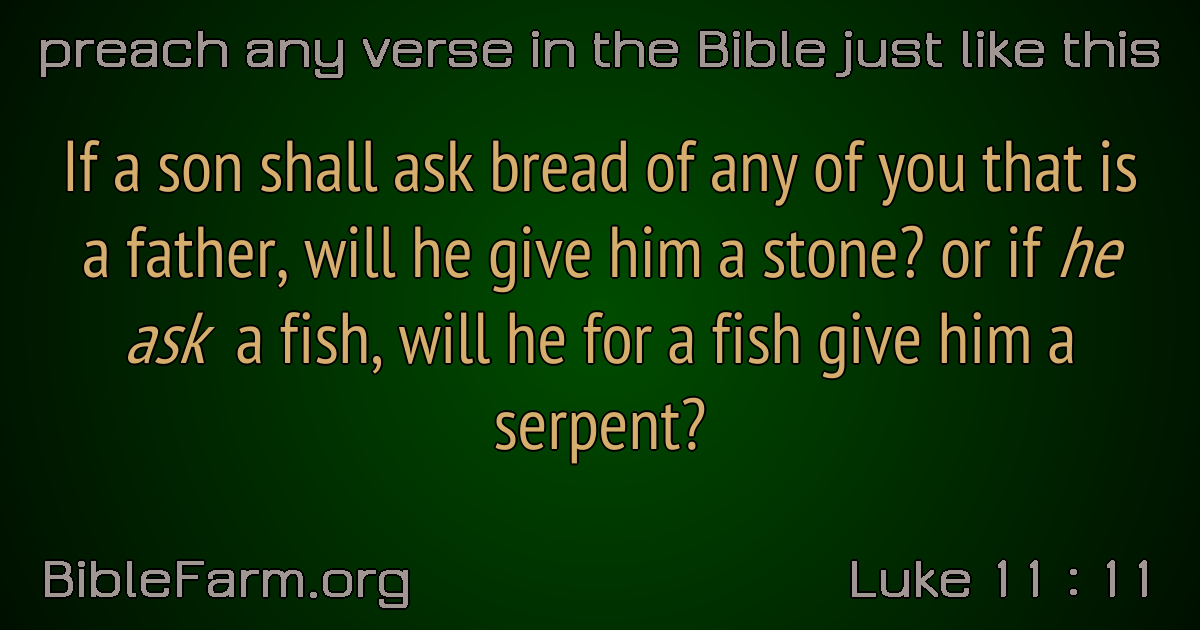 preach any verse in the Bible just like this
If a son shall ask bread of any of you that is
a father, will he give him a stone? or if he
ask a fish, will he for a fish give him a
serpent?
BibleFarm.org
Luke 11 : 11